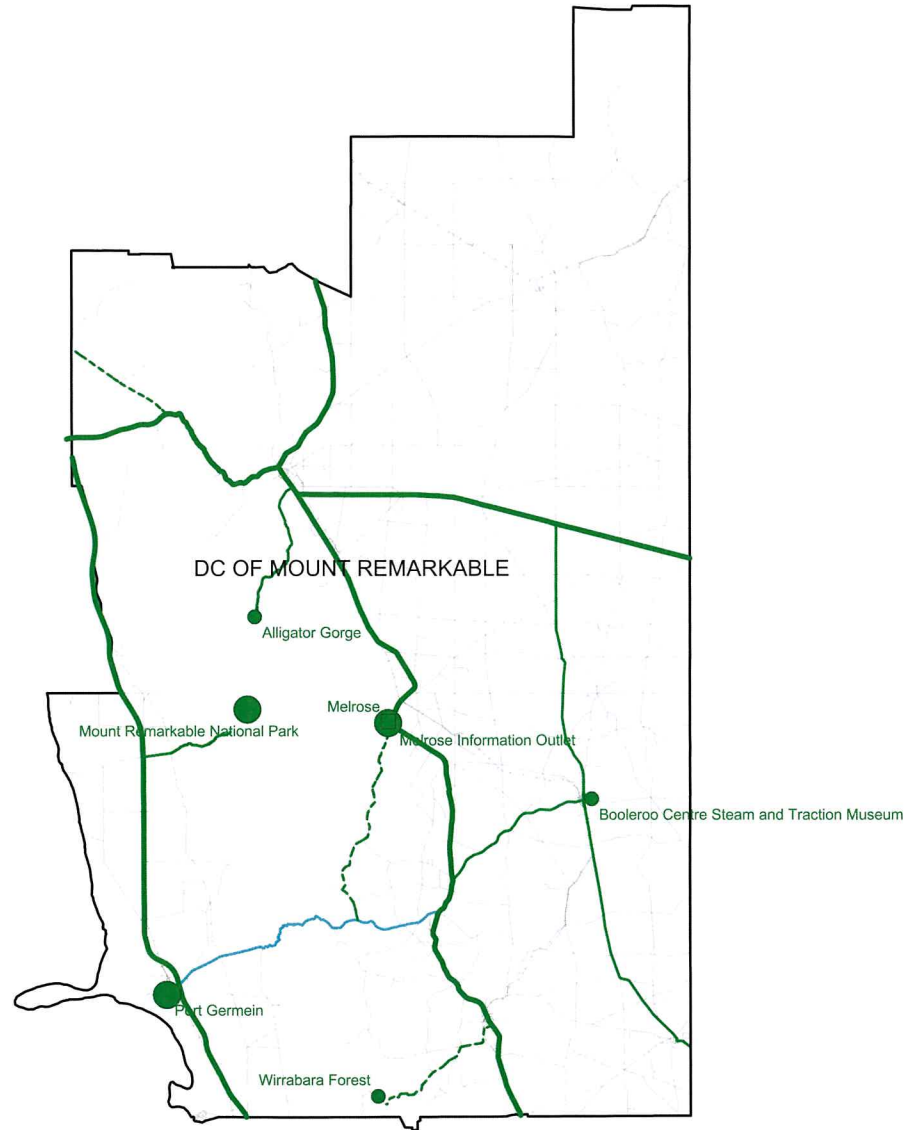 DC OF MOUNT REMARKABLE
Alligator Gorge
Melrose
Mount Remarkable National Park
Melrose Information Outlet
Booleroo Centre Steam and Traction Museum
Port Germein
Wirrabara Forest